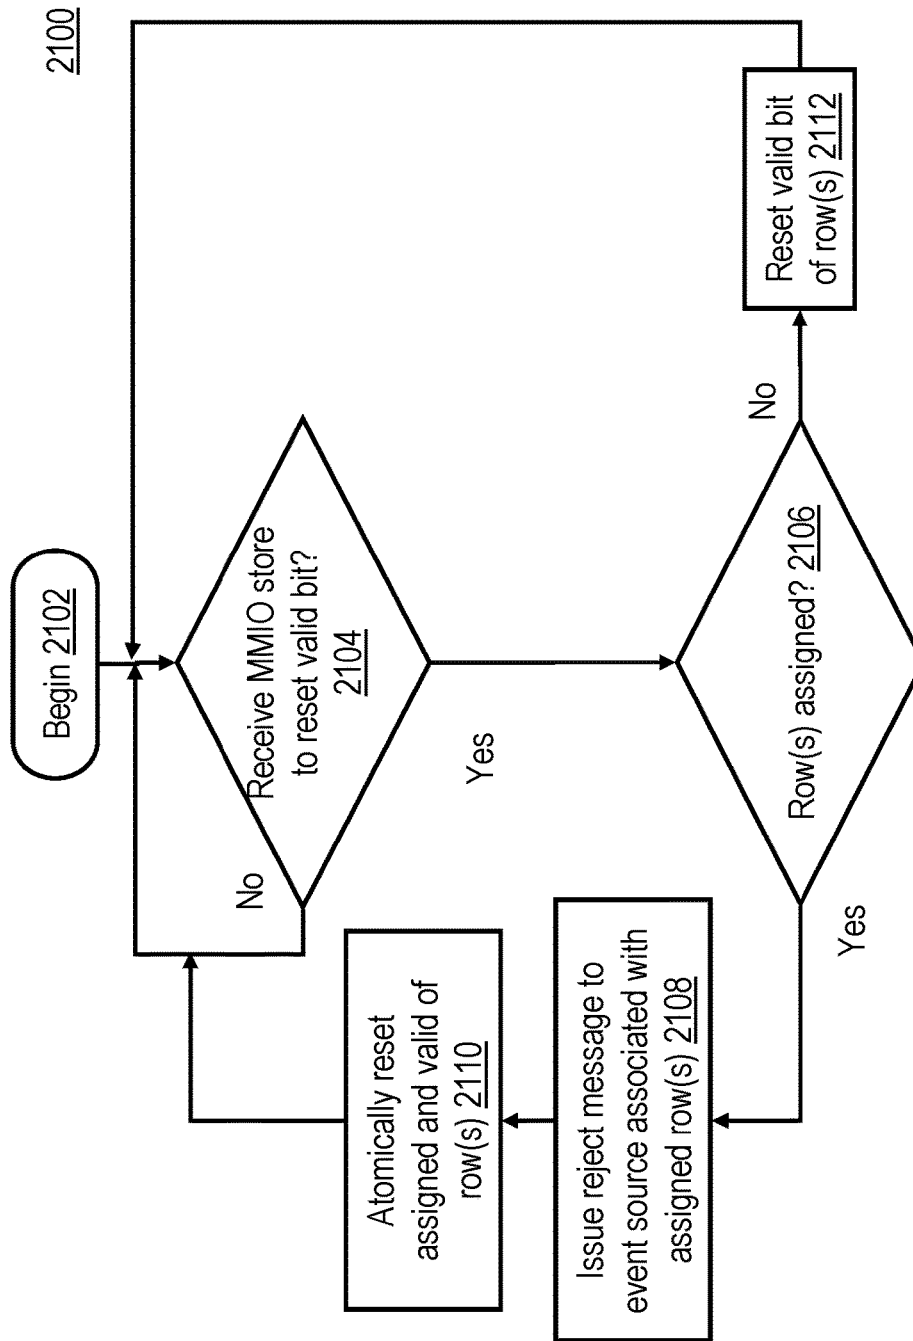 2100
Begin 2102
Receive MMIO store
to reset valid bit?
2104
No
Yes
Row(s) assigned? 2106
No
Reset valid bit
of row(s) 2112
Yes
Issue reject message to
event source associated with
assigned row(s) 2108
Atomically reset
assigned and valid of
row(s) 2110